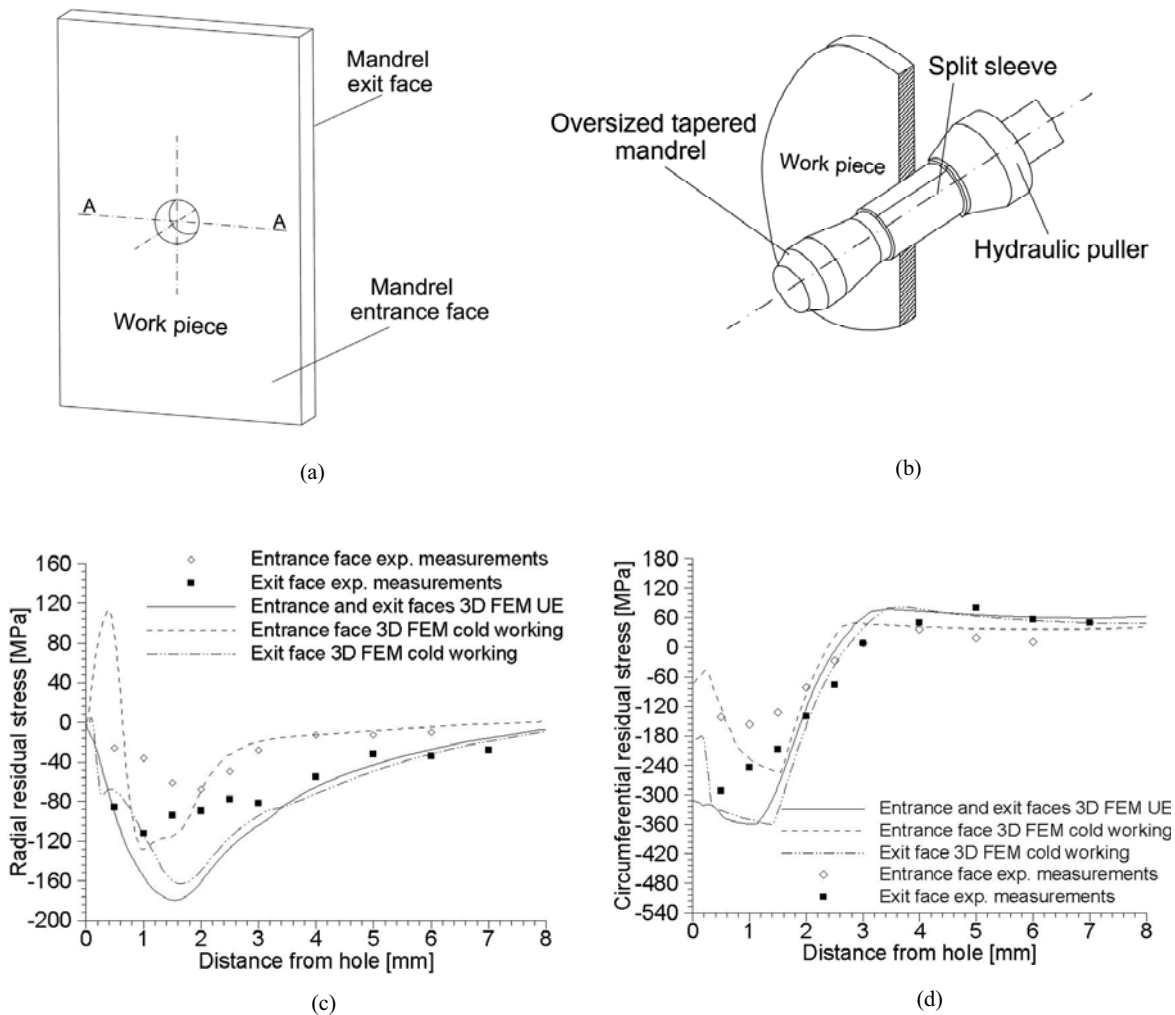 Mandrel
exit face
A
A
Mandrel
entrance face
Work piece
(a)
Split sleeve
Oversized tapered
mandrel
Work piece
Hydraulic puller
(b)
160
120
80
40
0
-40
-80
-120
-160
-200
Radial residual stress [MPa]
Entrance face exp. measurements
Exit face exp. measurements
Entrance and exit faces 3D FEM UE
Entrance face 3D FEM cold working
Exit face 3D FEM cold working
0 1 2 3 4 5 6 7 8
Distance from hole [mm]
(c)
180
120
60
0
-60
-120
-180
-240
-300
-360
-420
-480
-540
Circumferential residual stress [MPa]
Entrance and exit faces 3D FEM UE
Entrance face 3D FEM cold working
Exit face 3D FEM cold working
Entrance face exp. measurements
Exit face exp. measurements
0 1 2 3 4 5 6 7 8
Distance from hole [mm]
(d)